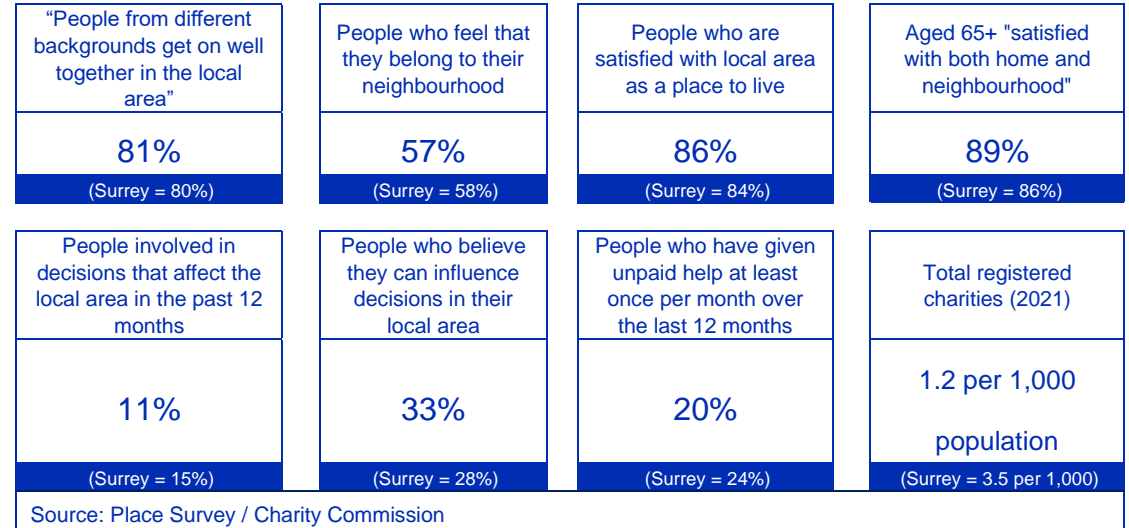 “People from different
backgrounds get on well
together in the local
area”
81%
(Surrey = 80%)
People who feel that
they belong to their
neighbourhood
57%
(Surrey = 58%)
People who are
satisfied with local area
as a place to live
86%
(Surrey = 84%)
Aged 65+ "satisfied
with both home and
neighbourhood"
89%
(Surrey = 86%)
People involved in
decisions that affect the
local area in the past 12
months
11%
(Surrey = 15%)
People who believe
they can influence
decisions in their
local area
33%
(Surrey = 28%)
People who have given
unpaid help at least
once per month over
the last 12 months
20%
(Surrey = 24%)
Total registered
charities (2021)
1.2 per 1,000
population
(Surrey = 3.5 per 1,000)
Source: Place Survey / Charity Commission